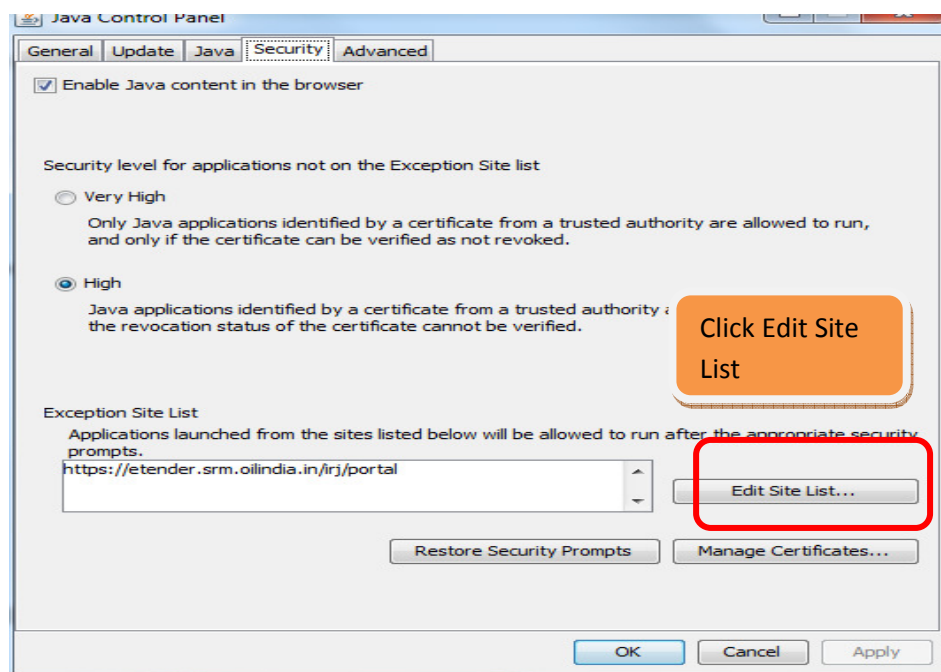 Java Control Panel
General Update Java Security Advanced
Enable Java content in the browser
Security level for applications not on the Exception Site list
Very High
Only Java applications identified by a certificate from a trusted authority are allowed to run,
and only if the certificate can be verified as not revoked.
High
Java applications identified by a certificate from a trusted authority
the revocation status of the certificate cannot be verified.
Click Edit Site
List
Exception Site List
Applications launched from the sites listed below will be allowed to run after the appropriate security
prompts.
https://etender.srm.oilindia.in/irj/portal
Edit Site List...
Restore Security Prompts Manage Certificates...
OK Cancel Apply